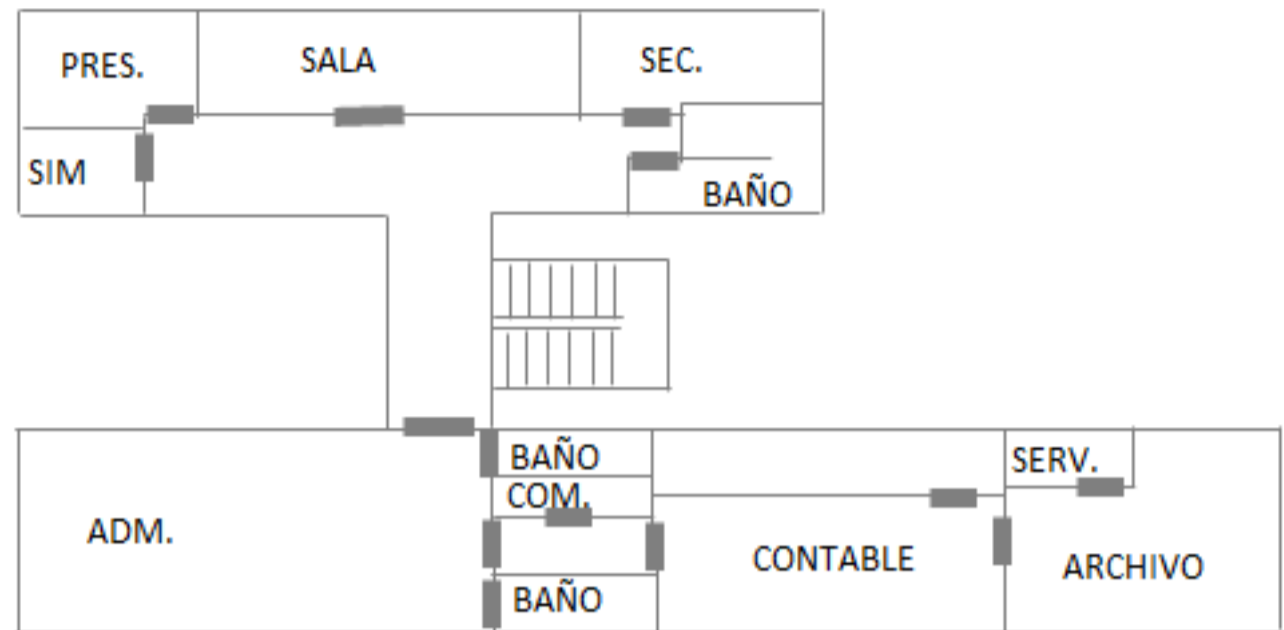 PRES.
SALA
SEC.
SIM
BAÑO
BAÑO
SERV.
COM.
ADM.
CONTABLE
ARCHIVO
BAÑO